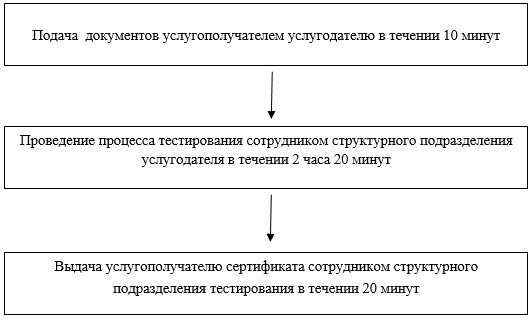 Подача документов услугополучателем услугодателю в течении 10 минут
Проведение процесса тестирования сотрудником структурного подразделения
услугодателя в течении 2 часа 20 минут
Выдача услугополучателю сертификата сотрудником структурного
подразделения тестирования в течении 20 минут